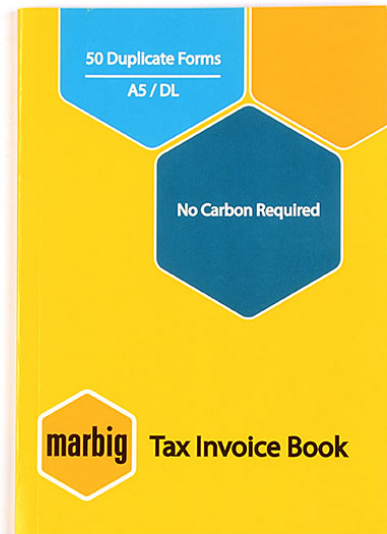 50 Duplicate Forms
A5 / DL
No Carbon Required
marbig
Tax Invoice Book